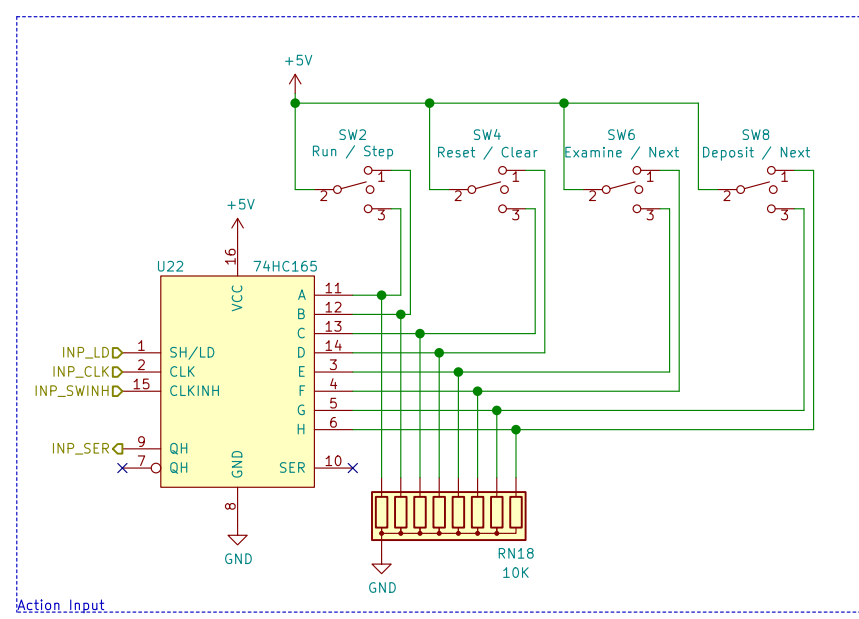 +5V
SW2
Run / Step
1
2
3
SW4
Reset / Clear
1
2
3
SW6
Examine / Next
1
2
3
SW8
Deposit / Next
1
2
3
+5V
16
U22
74HC165
VCC
A 11
B 12
C 13
INP_LD 1 SH/LD D 14
INP_CLK 2 CLK E 3
INP_SWINH 15 CLKINH F 4
G 5
H 6
INP_SER 9 QH
7 QH SER 10
GND
8
GND
RN18
10K
GND
Action Input